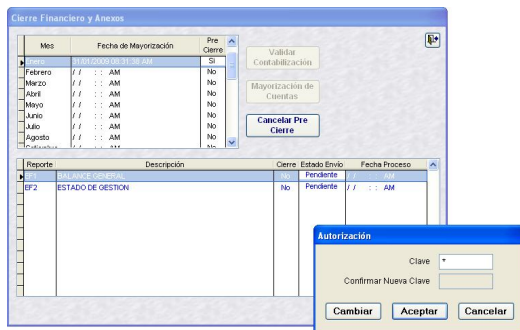 Cierre Financiero y Anexos
Mes Fecha de Mayorización Pre Cierre
Enero 31/01/2009 08:31:38 AM Si
Febrero / / : : AM No
Marzo / / : : AM No
Abril / / : : AM No
Mayo / / : : AM No
Junio / / : : AM No
Julio / / : : AM No
Agosto / / : : AM No
Validar Contabilización
Mayorización de Cuentas
Cancelar Pre Cierre
Reporte Descripción Cierre Estado Envío Fecha Proceso
EF1 BALANCE GENERAL No Pendiente / / : : AM
EF2 ESTADO DE GESTION No Pendiente / / : : AM
Autorización
Clave *
Confirmar Nueva Clave
Cambiar Aceptar Cancelar